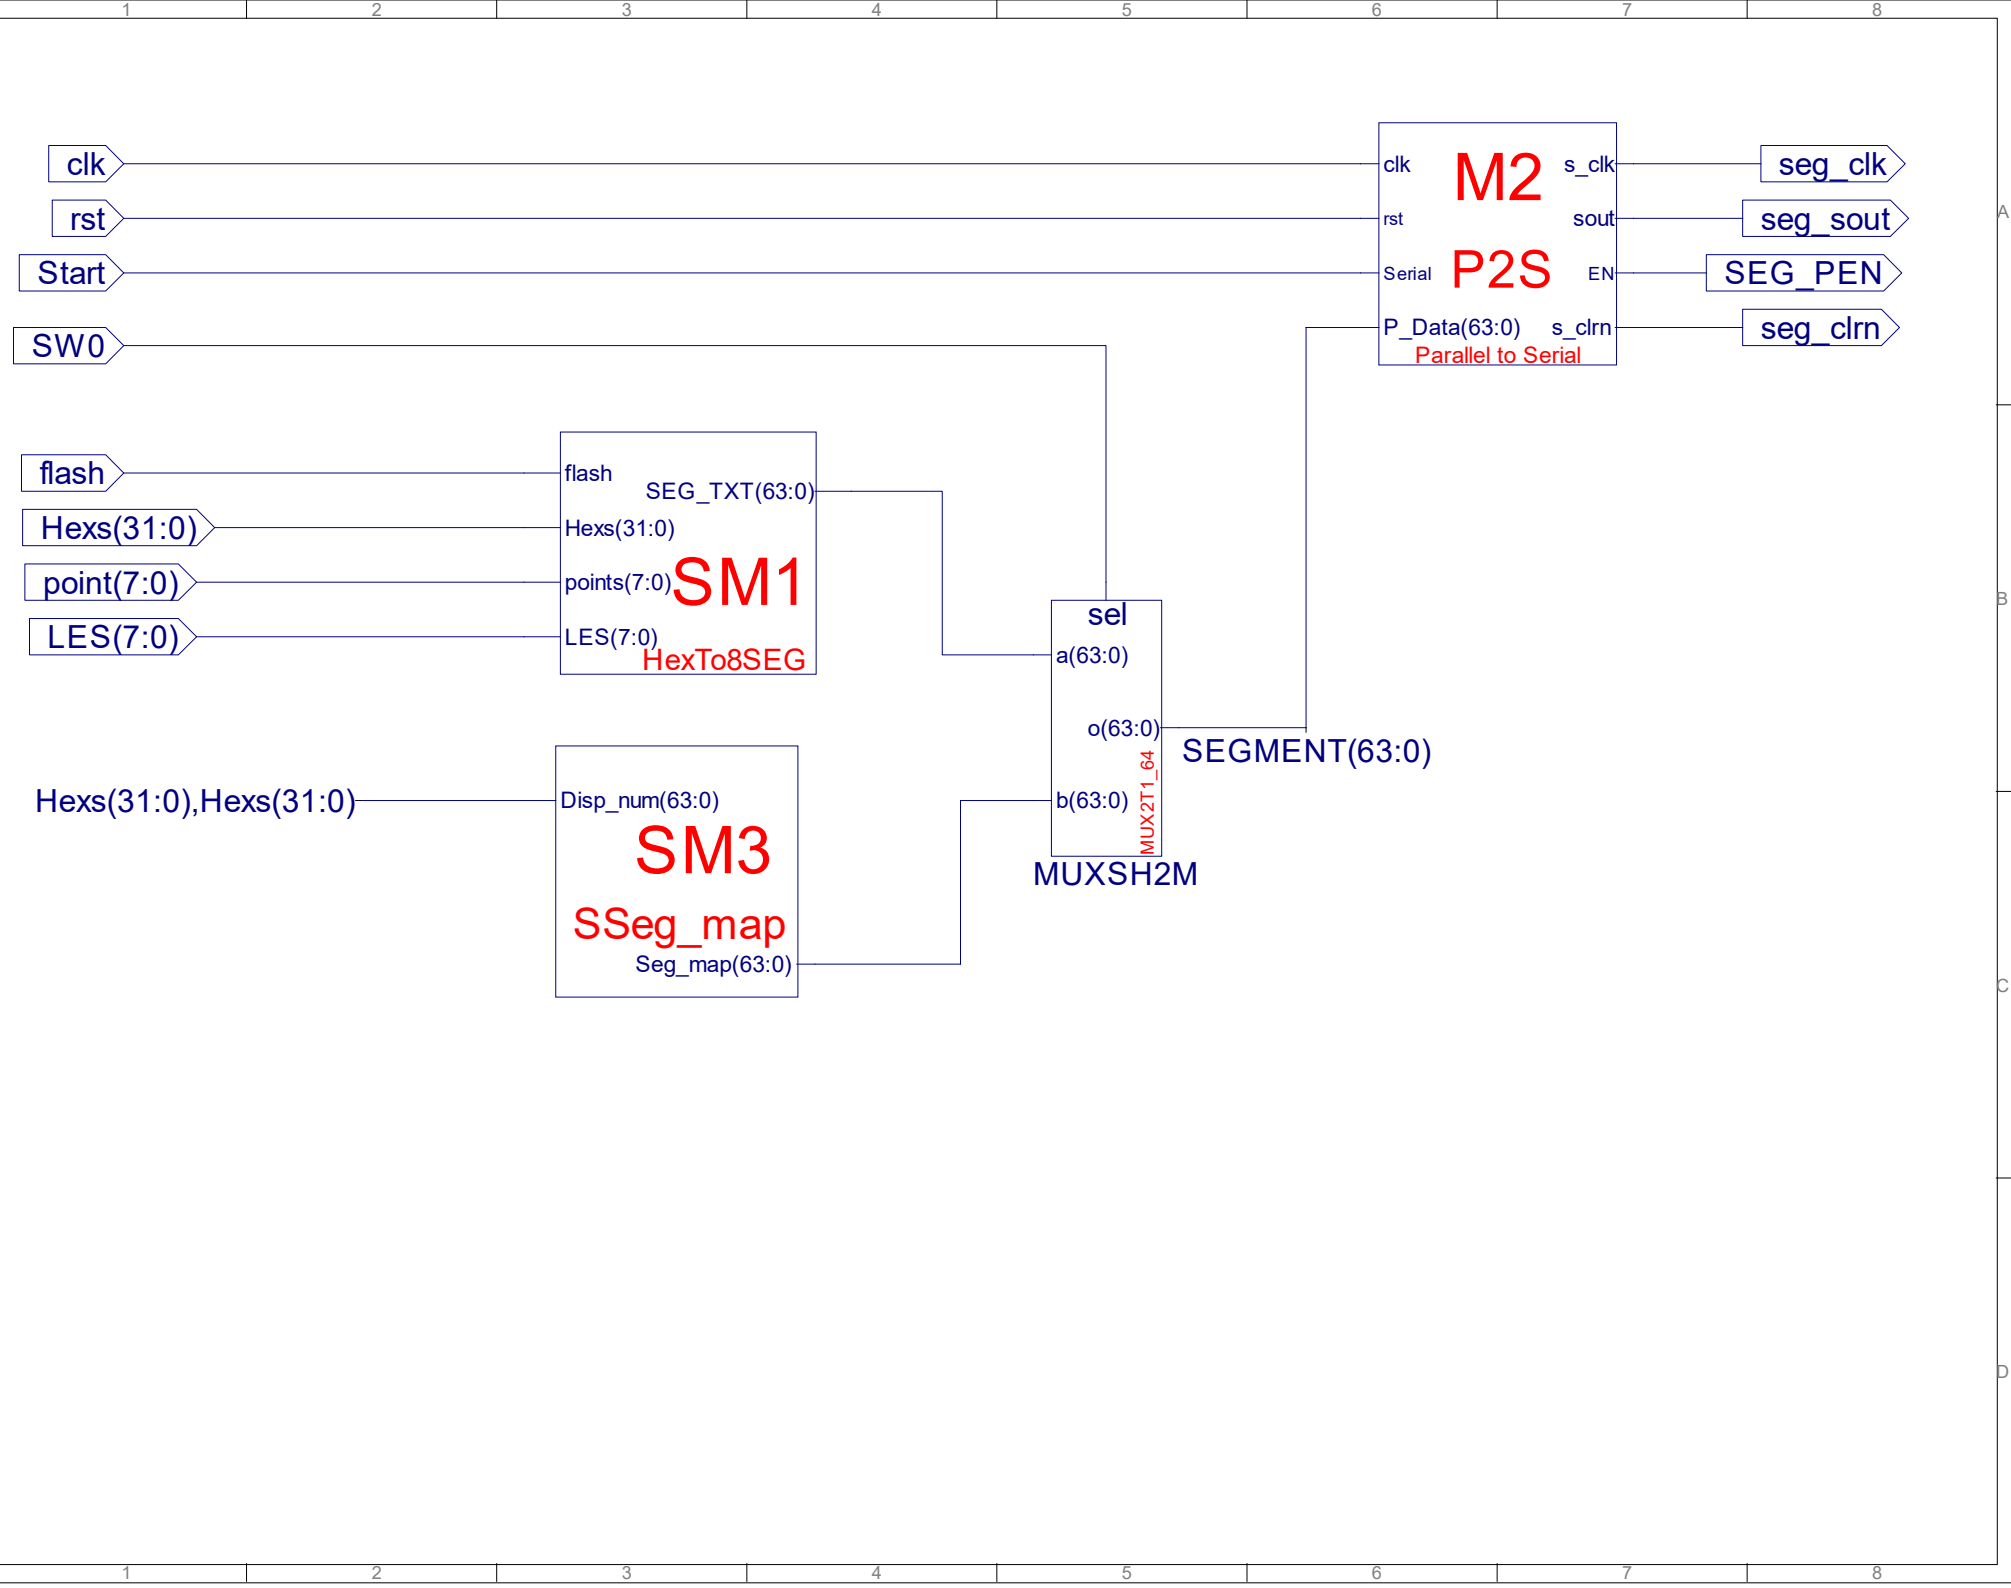 1 2 3 4 5 6 7 8
clk
rst
Start
SW0
clk M2 s_clk
rst sout
Serial P2S EN
P_Data(63:0) s_clrn
Parallel to Serial
seg_clk
seg_sout
SEG_PEN
seg_clrn
A
flash
Hexs(31:0)
point(7:0)
LES(7:0)
flash
SEG_TXT(63:0)
Hexs(31:0)
points(7:0) SM1
LES(7:0)
HexTo8SEG
sel
a(63:0)
o(63:0)
b(63:0)
MUX2T1_64
MUXSH2M
SEGMENT(63:0)
B
Hexs(31:0),Hexs(31:0)
Disp_num(63:0)
SM3
SSeg_map
Seg_map(63:0)
C
D
1 2 3 4 5 6 7 8